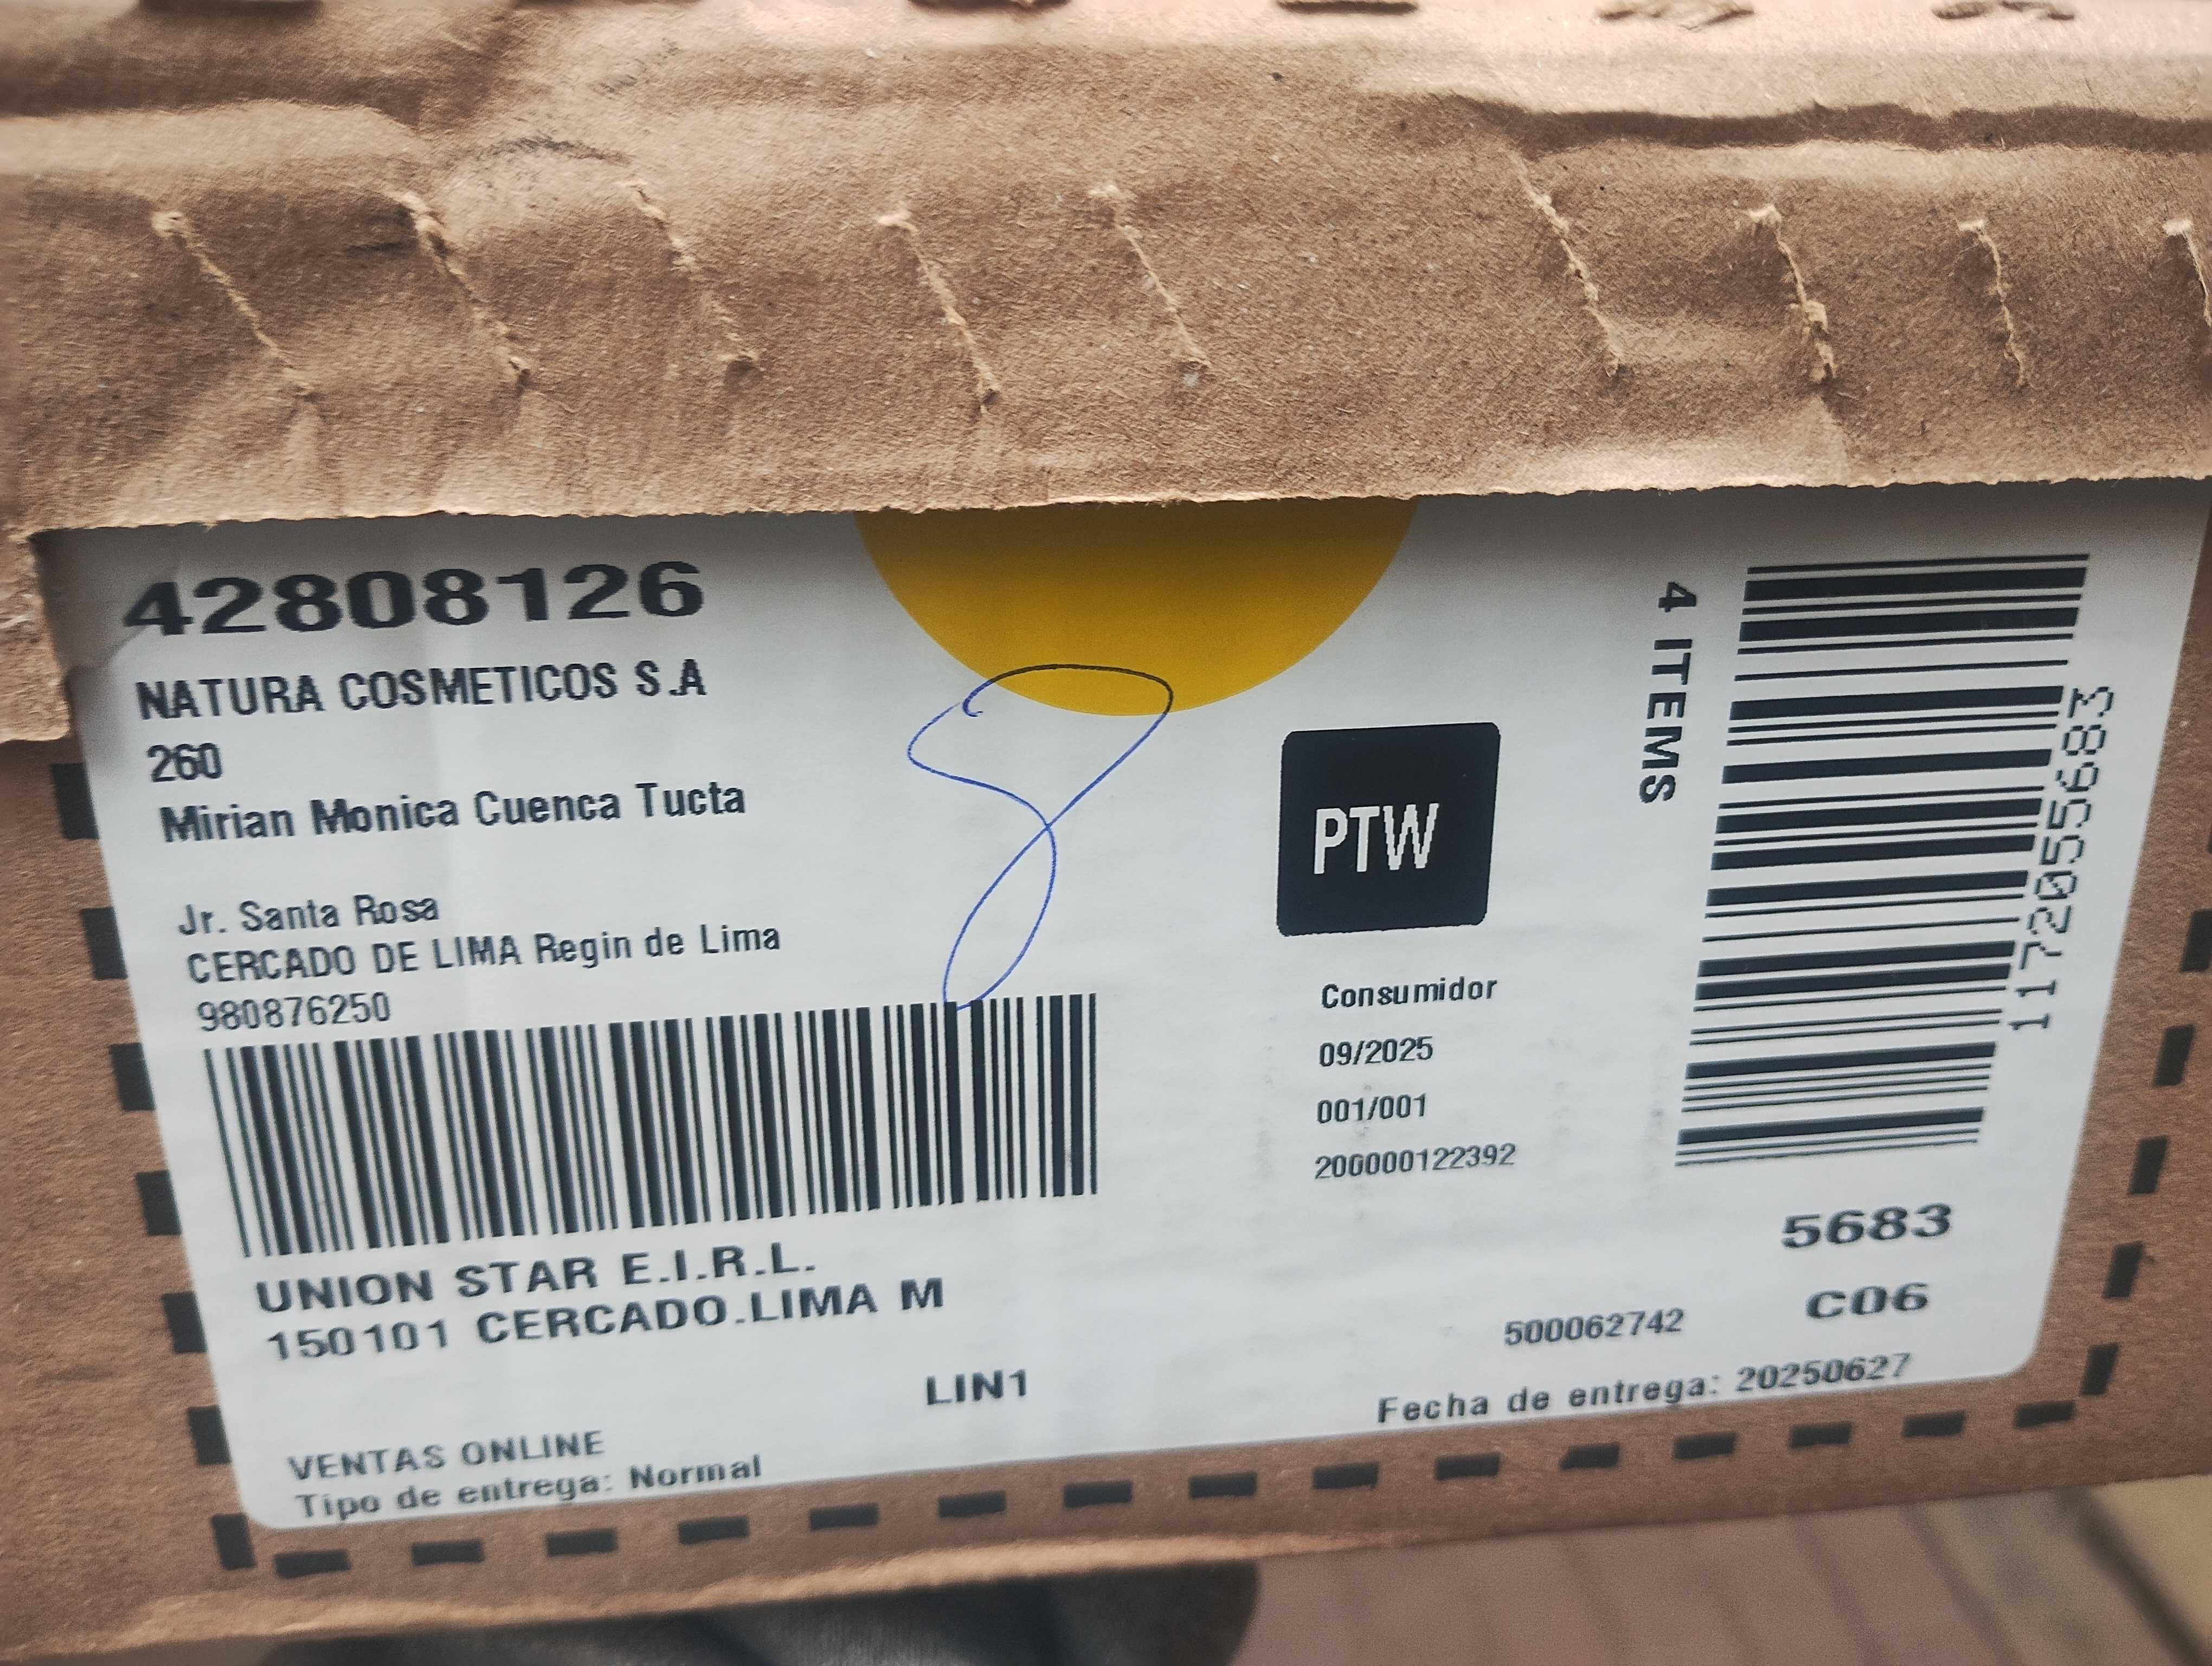 42808126
NATURA COSMETICOS S.A
260
Mirian Monica Cuenca Tucta
Jr. Santa Rosa
CERCADO DE LIMA Regin de Lima
980876250
UNION STAR E.I.R.L.
150101 CERCADO.LIMA M
LIN1
VENTAS ONLINE
Tipo de entrega: Normal
8
PTW
Consumidor
09/2025
001/001
200000122392
4 ITEMS
1172055683
5683
C06
500062742
Fecha de entrega: 20250627